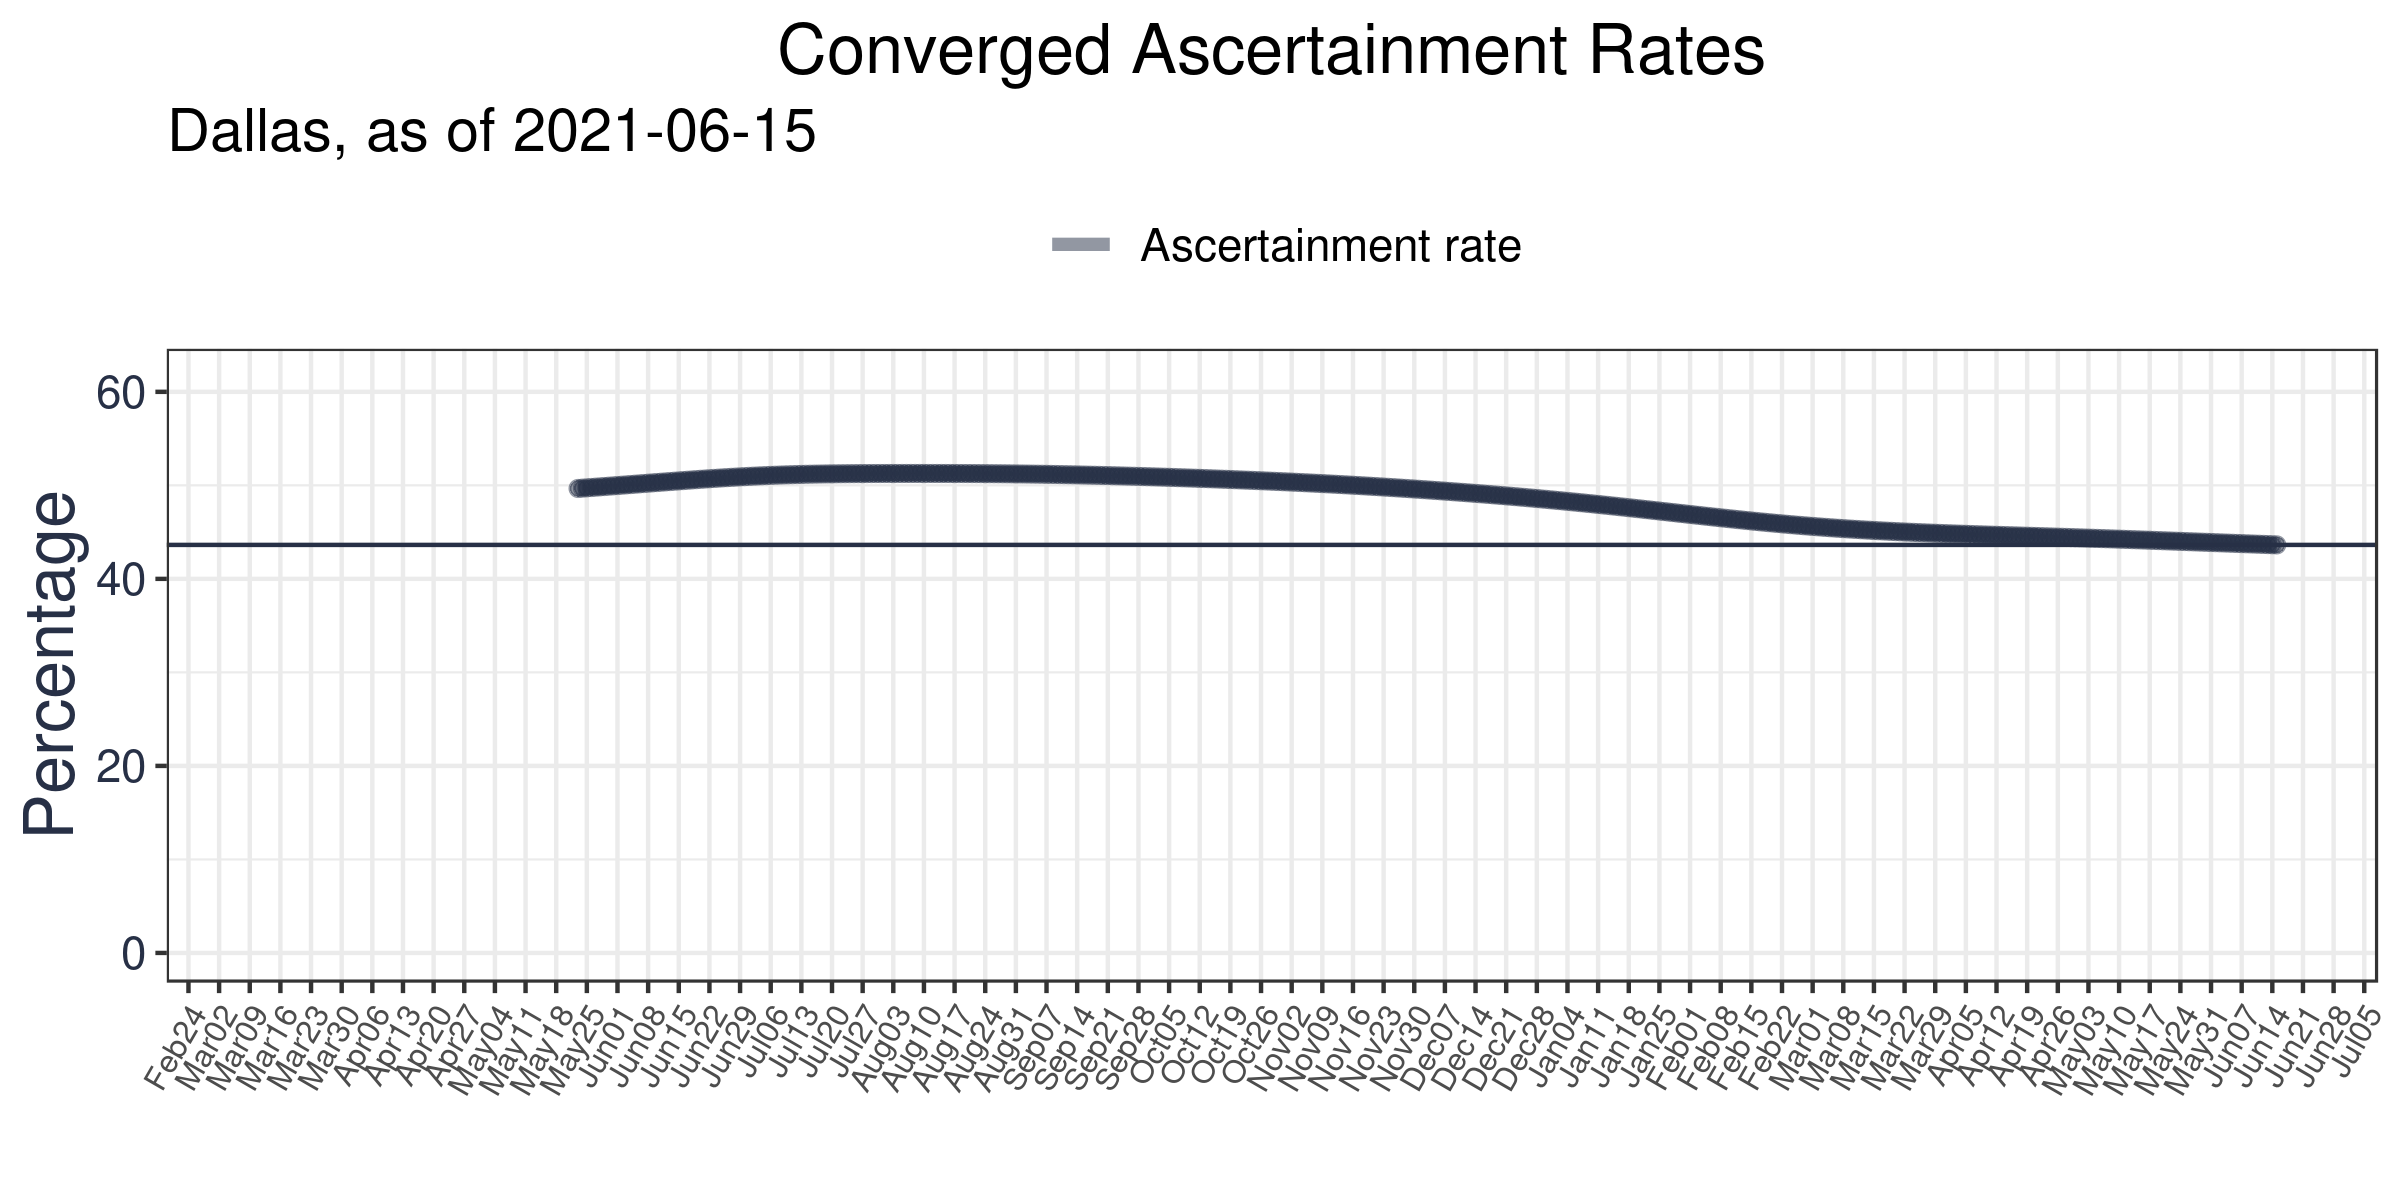 Converged Ascertainment Rates
Dallas, as of 2021-06-15
Ascertainment rate
Percentage
60
40
20
0
Feb24 Mar02 Mar09 Mar16 Mar23 Mar30 Apr06 Apr13 Apr20 Apr27 May04 May11 May18 May25 Jun01 Jun08 Jun15 Jun22 Jun29 Jul06 Jul13 Jul20 Jul27 Aug03 Aug10 Aug17 Aug24 Aug31 Sep07 Sep14 Sep21 Sep28 Oct05 Oct12 Oct19 Oct26 Nov02 Nov09 Nov16 Nov23 Nov30 Dec07 Dec14 Dec21 Dec28 Jan04 Jan11 Jan18 Jan25 Feb01 Feb08 Feb15 Feb22 Mar01 Mar08 Mar15 Mar22 Mar29 Apr05 Apr12 Apr19 Apr26 May03 May10 May17 May24 May31 Jun07 Jun14 Jun21 Jun28 Jul05